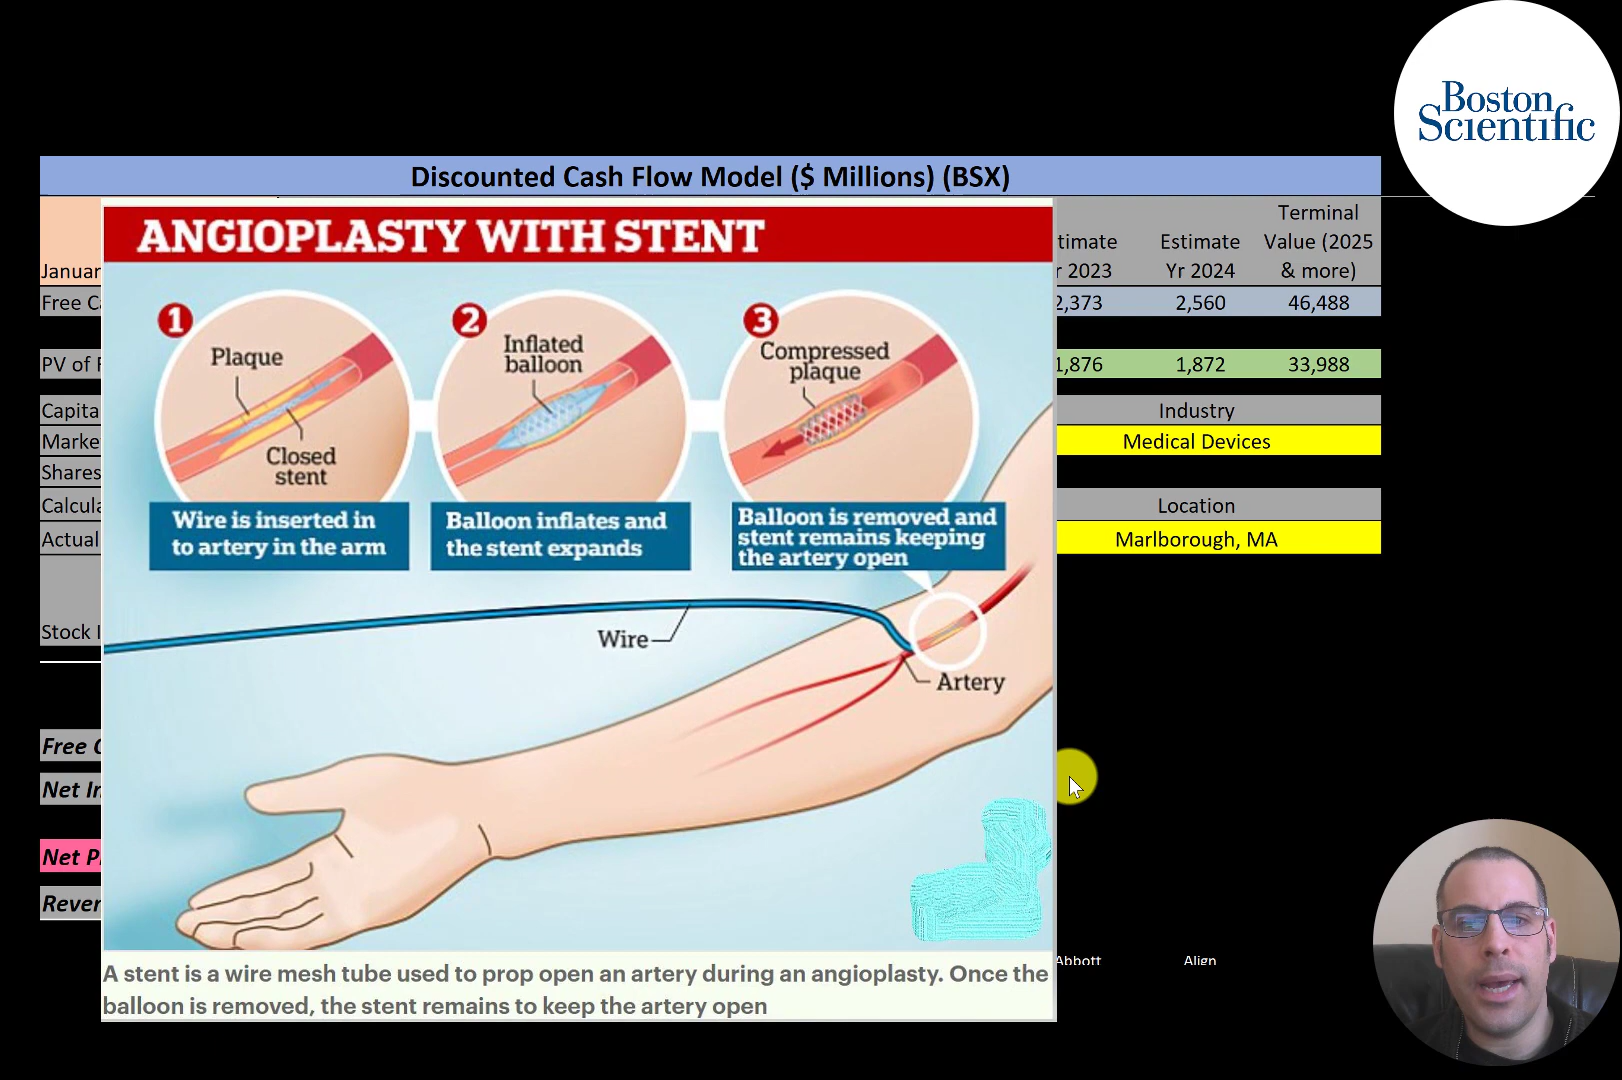 Boston
Scientific
Discounted Cash Flow Model ($ Millions) (BSX)
ANGIOPLASTY WITH STENT
Terminal
timate
Estimate
Value (2025
Januar
r 2023
Yr 2024
& more)
Free C
2,373
2,560
46,488
PV of F
1,876
1,872
33,988
Capita
Industry
Marke
Medical Devices
Shares
Calcula
Location
Actual
Marlborough, MA
Stock I
Free C
Net In
Net P
Rever
1
Plaque
Closed
stent
Wire is inserted in
to artery in the arm
2
Inflated
balloon
Balloon inflates and
the stent expands
3
Compressed
plaque
Balloon is removed and
stent remains keeping
the artery open
Wire
Artery
A stent is a wire mesh tube used to prop open an artery during an angioplasty. Once the
balloon is removed, the stent remains to keep the artery open
Abbott
Align